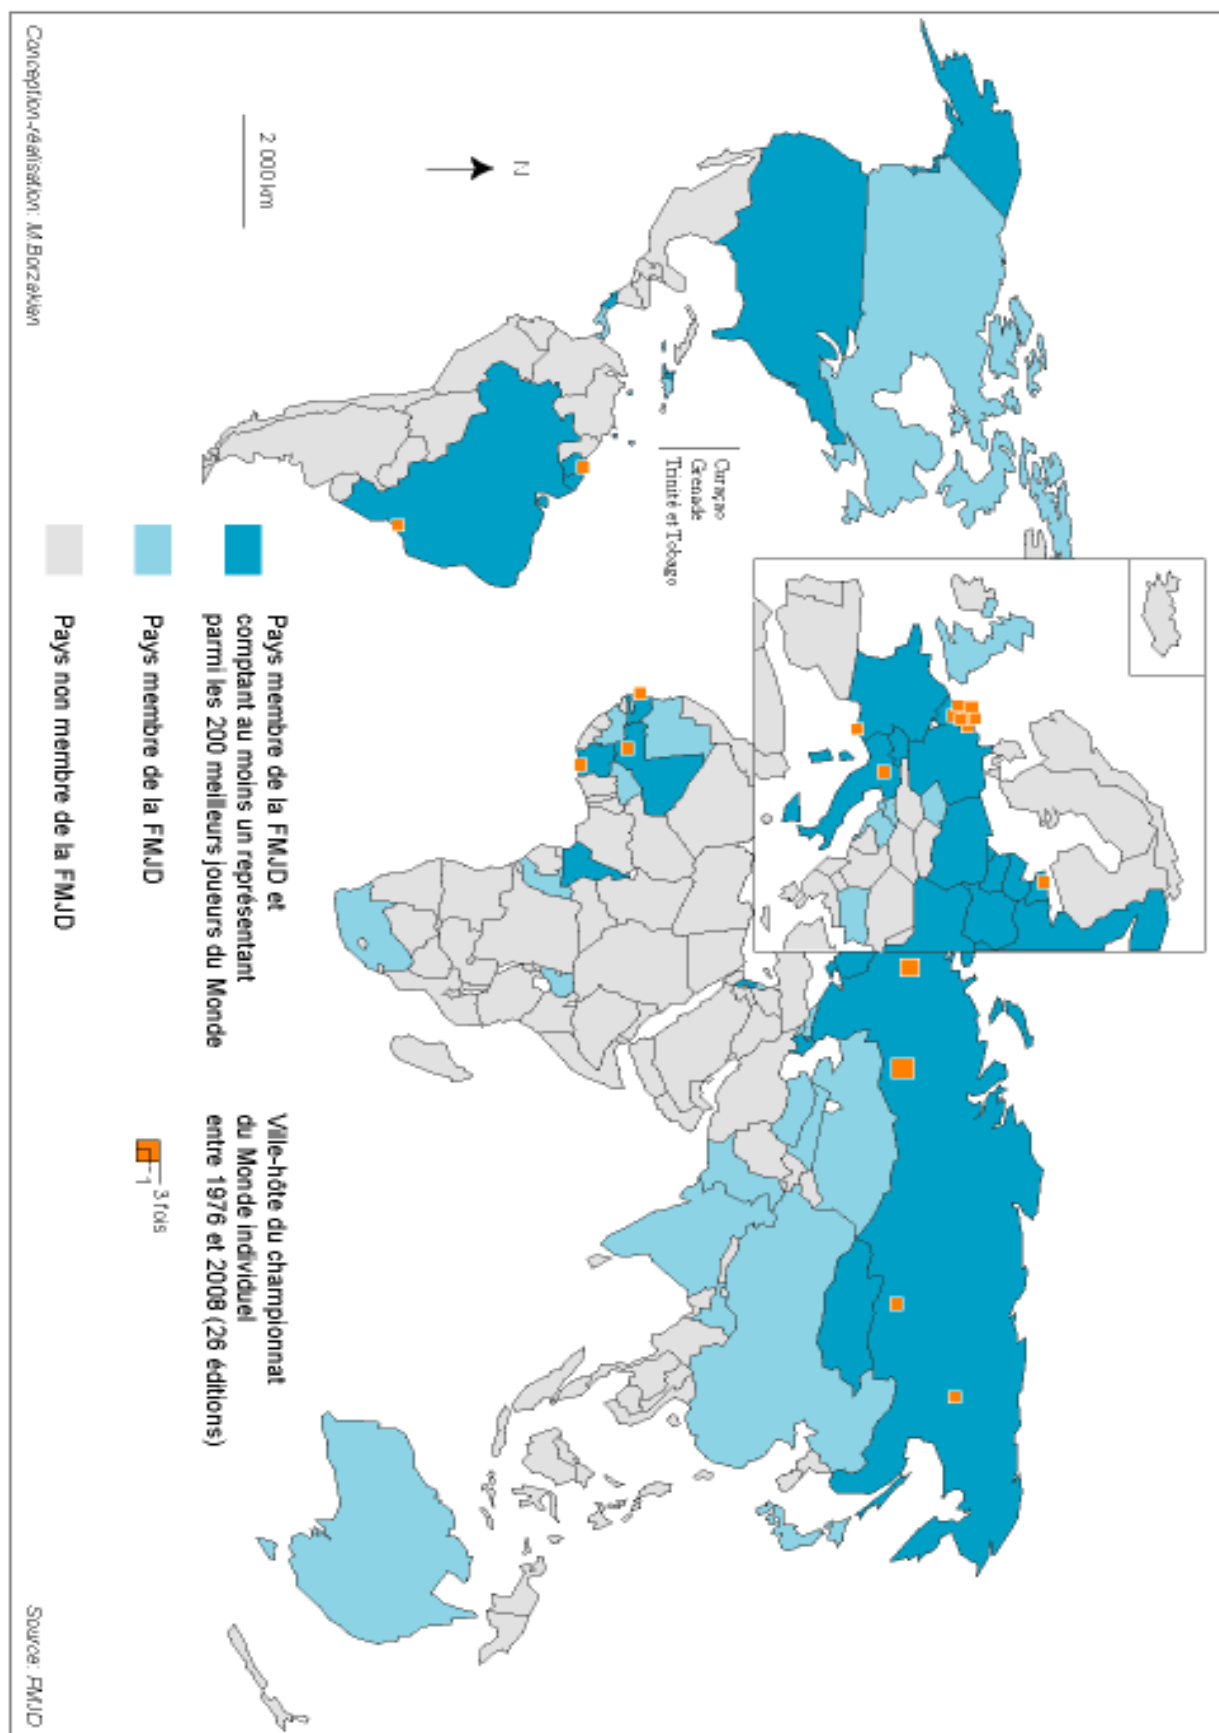 Curaçao
Grenade
Trinité et Tobago
N
2 000 km
Pays membre de la FMJD et
comptant au moins un représentant
parmi les 200 meilleurs joueurs du Monde
Pays membre de la FMJD
Pays non membre de la FMJD
Ville-hôte du championnat
du Monde individuel
entre 1976 et 2008 (26 éditions)
3 fois
1
Conception-réalisation: M.Borzakian
Source: FMJD